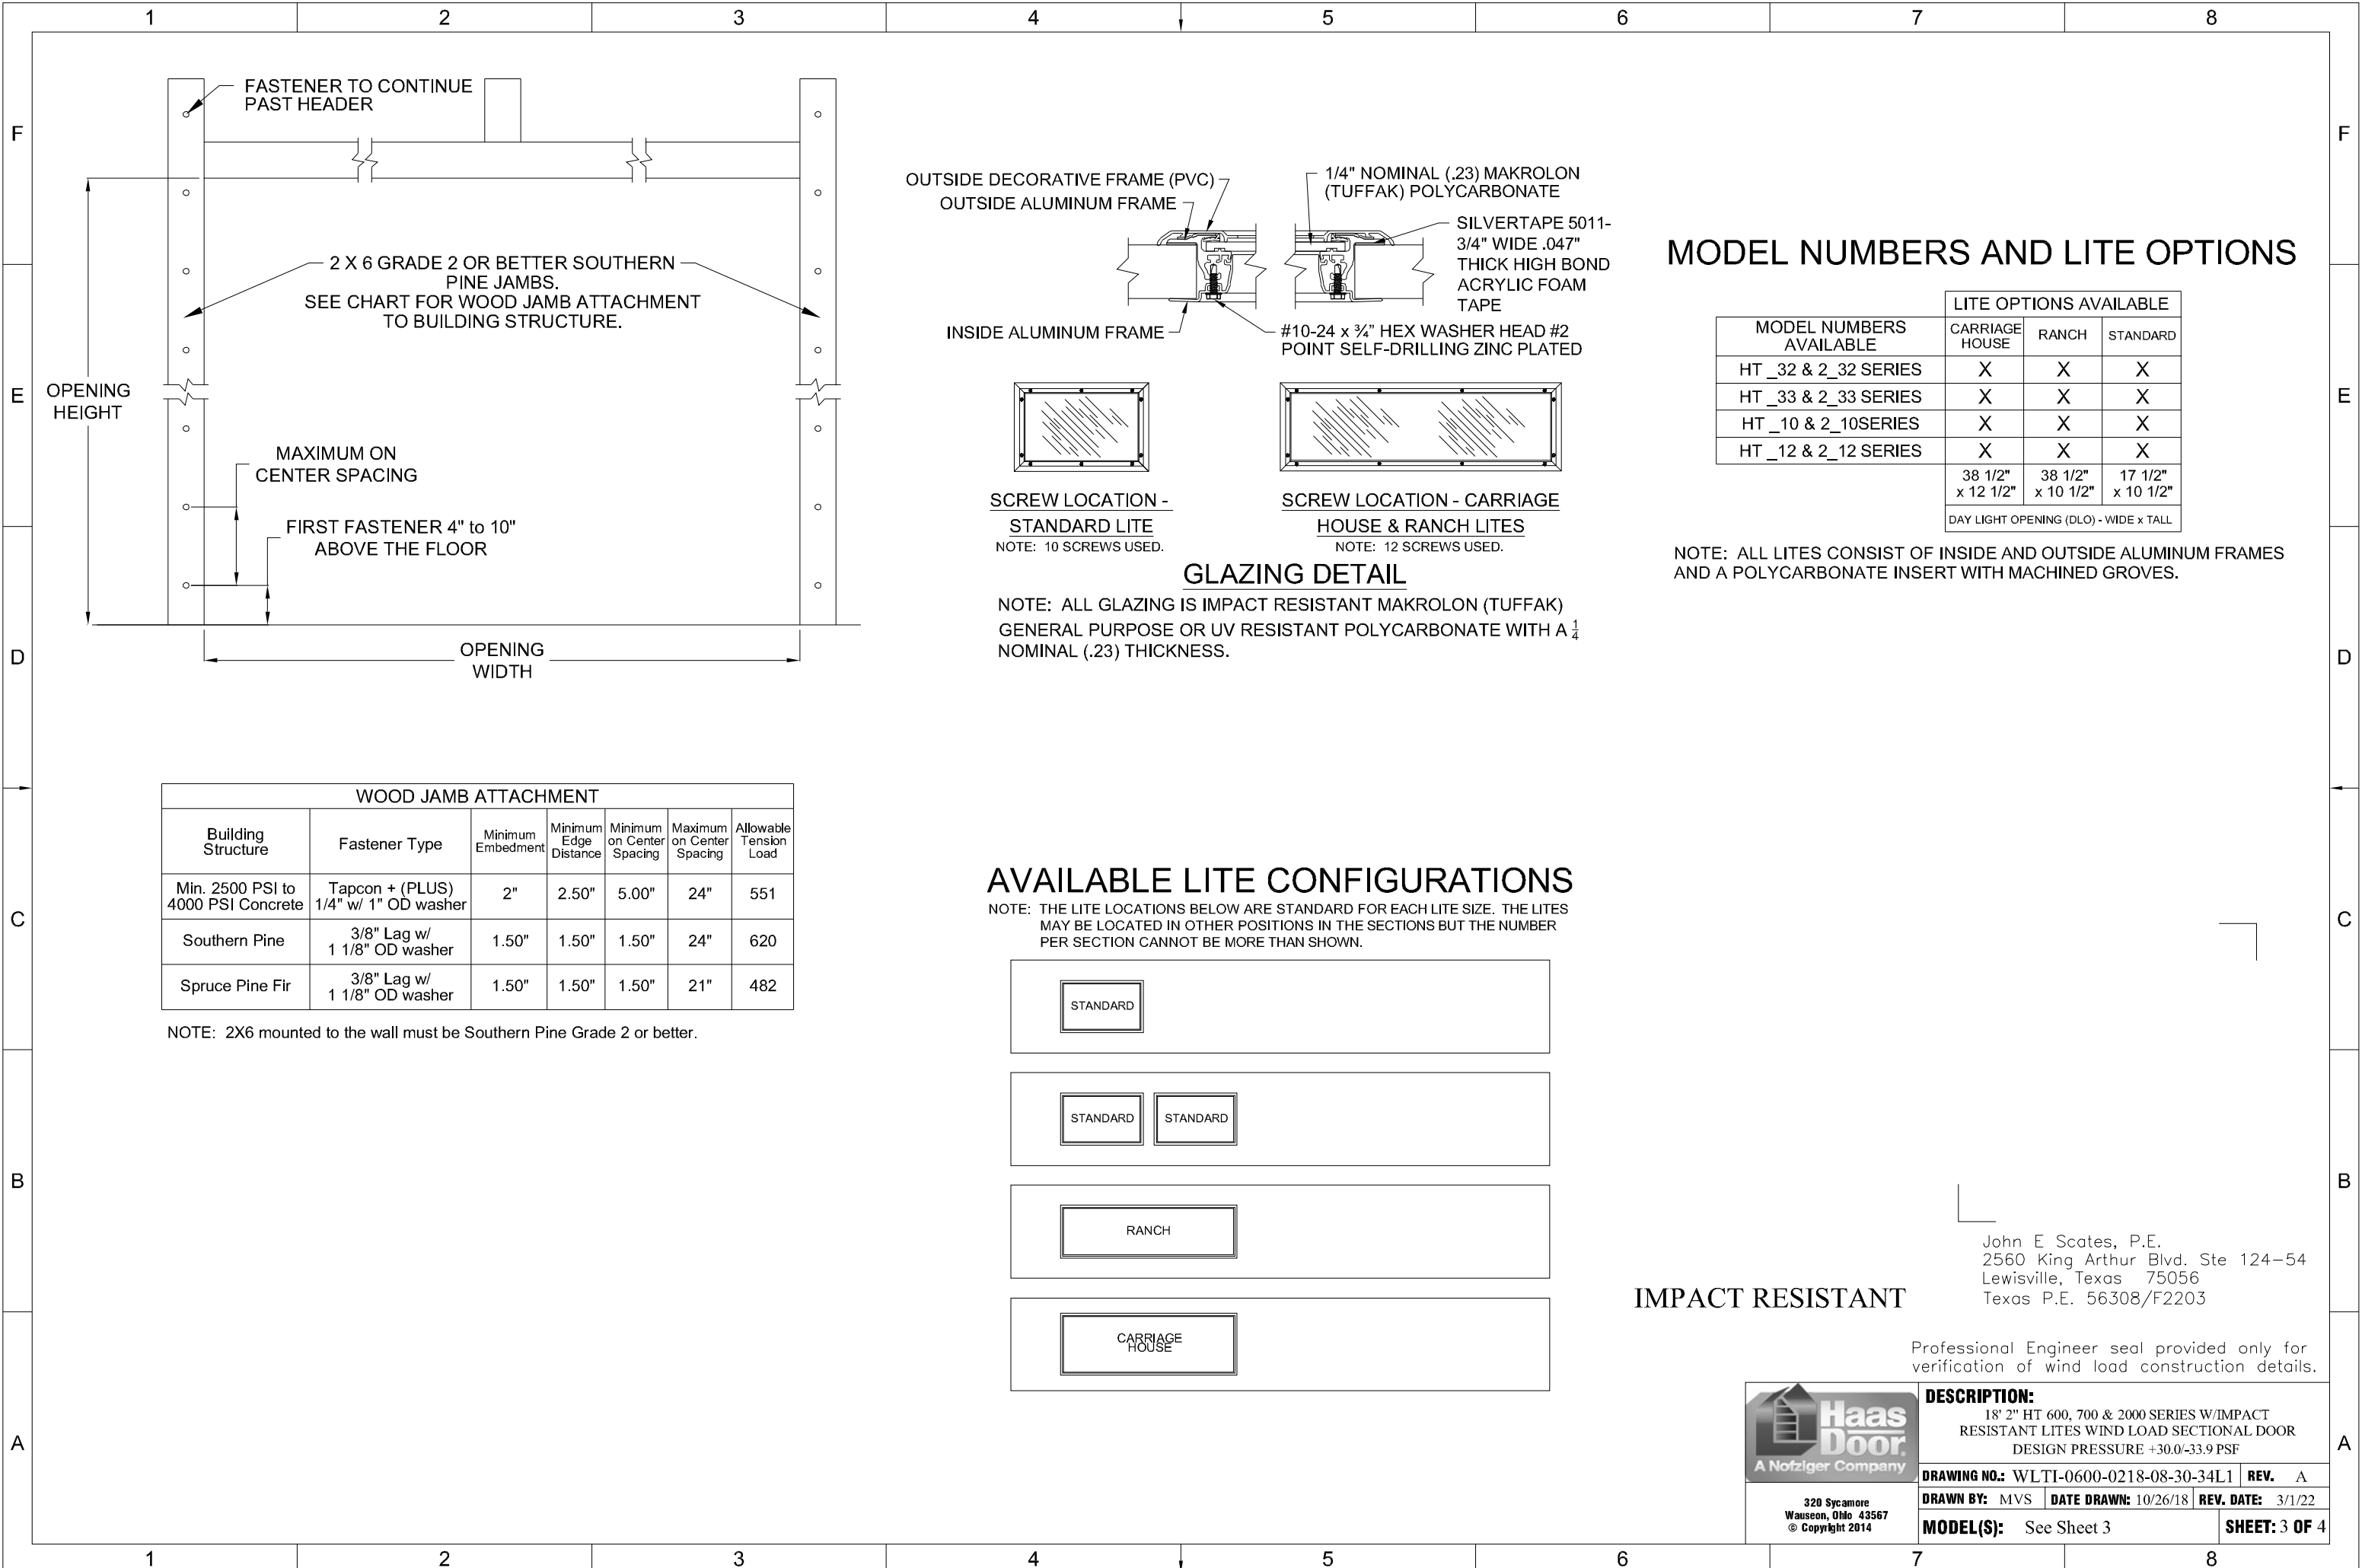 1 2 3 4 5 6 7 8
F
E
D
C
B
A
FASTENER TO CONTINUE
PAST HEADER
2 X 6 GRADE 2 OR BETTER SOUTHERN
PINE JAMBS.
SEE CHART FOR WOOD JAMB ATTACHMENT
TO BUILDING STRUCTURE.
OPENING
HEIGHT
MAXIMUM ON
CENTER SPACING
FIRST FASTENER 4" to 10"
ABOVE THE FLOOR
OPENING
WIDTH
OUTSIDE DECORATIVE FRAME (PVC)
OUTSIDE ALUMINUM FRAME
INSIDE ALUMINUM FRAME
1/4" NOMINAL (.23) MAKROLON
(TUFFAK) POLYCARBONATE
SILVERTAPE 5011-
3/4" WIDE .047"
THICK HIGH BOND
ACRYLIC FOAM
TAPE
#10-24 x ¾" HEX WASHER HEAD #2
POINT SELF-DRILLING ZINC PLATED
SCREW LOCATION -
STANDARD LITE
NOTE: 10 SCREWS USED.
SCREW LOCATION - CARRIAGE
HOUSE & RANCH LITES
NOTE: 12 SCREWS USED.
GLAZING DETAIL
NOTE: ALL GLAZING IS IMPACT RESISTANT MAKROLON (TUFFAK)
GENERAL PURPOSE OR UV RESISTANT POLYCARBONATE WITH A 1/4
NOMINAL (.23) THICKNESS.
MODEL NUMBERS AND LITE OPTIONS
LITE OPTIONS AVAILABLE
MODEL NUMBERS
AVAILABLE
CARRIAGE
HOUSE
RANCH
STANDARD
HT _32 & 2_32 SERIES X X X
HT _33 & 2_33 SERIES X X X
HT _10 & 2_10SERIES X X X
HT _12 & 2_12 SERIES X X X
38 1/2" 38 1/2" 17 1/2"
x 12 1/2" x 10 1/2" x 10 1/2"
DAY LIGHT OPENING (DLO) - WIDE x TALL
NOTE: ALL LITES CONSIST OF INSIDE AND OUTSIDE ALUMINUM FRAMES
AND A POLYCARBONATE INSERT WITH MACHINED GROVES.
WOOD JAMB ATTACHMENT
Building
Structure
Fastener Type
Minimum
Embedment
Minimum
Edge
Distance
Minimum
on Center
Spacing
Maximum
on Center
Spacing
Allowable
Tension
Load
Min. 2500 PSI to
4000 PSI Concrete
Tapcon + (PLUS)
1/4" w/ 1" OD washer
2" 2.50" 5.00" 24" 551
Southern Pine
3/8" Lag w/
1 1/8" OD washer
1.50" 1.50" 1.50" 24" 620
Spruce Pine Fir
3/8" Lag w/
1 1/8" OD washer
1.50" 1.50" 1.50" 21" 482
NOTE: 2X6 mounted to the wall must be Southern Pine Grade 2 or better.
AVAILABLE LITE CONFIGURATIONS
NOTE: THE LITE LOCATIONS BELOW ARE STANDARD FOR EACH LITE SIZE. THE LITES
MAY BE LOCATED IN OTHER POSITIONS IN THE SECTIONS BUT THE NUMBER
PER SECTION CANNOT BE MORE THAN SHOWN.
STANDARD
STANDARD STANDARD
RANCH
CARRIAGE
HOUSE
IMPACT RESISTANT
John E Scates, P.E.
2560 King Arthur Blvd. Ste 124-54
Lewisville, Texas 75056
Texas P.E. 56308/F2203
Professional Engineer seal provided only for
verification of wind load construction details.
Haas
Door
A Nofziger Company
320 Sycamore
Wauseon, Ohio 43567
© Copyright 2014
DESCRIPTION:
18' 2" HT 600, 700 & 2000 SERIES W/IMPACT
RESISTANT LITES WIND LOAD SECTIONAL DOOR
DESIGN PRESSURE +30.0/-33.9 PSF
DRAWING NO.: WLTI-0600-0218-08-30-34L1 REV. A
DRAWN BY: MVS DATE DRAWN: 10/26/18 REV. DATE: 3/1/22
MODEL(S): See Sheet 3 SHEET: 3 OF 4
F
E
D
C
B
A
1 2 3 4 5 6 7 8